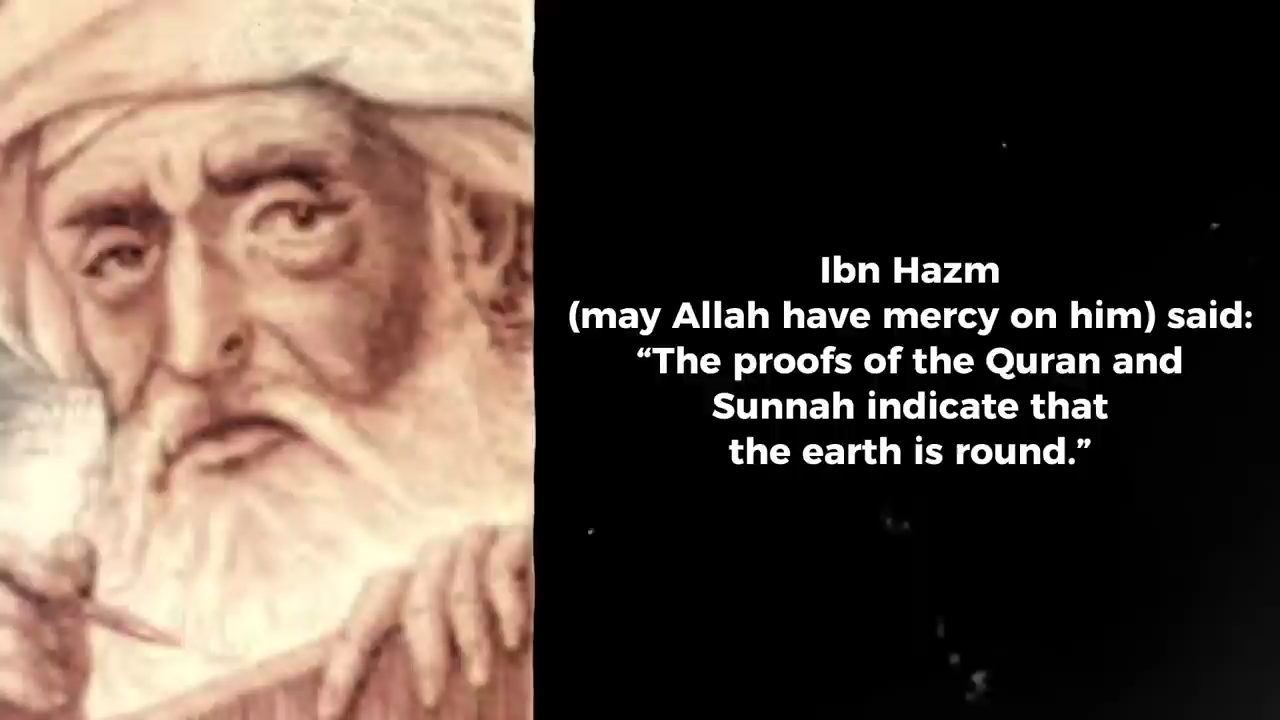 Ibn Hazm
(may Allah have mercy on him) said:
“The proofs of the Quran and
Sunnah indicate that
the earth is round.”